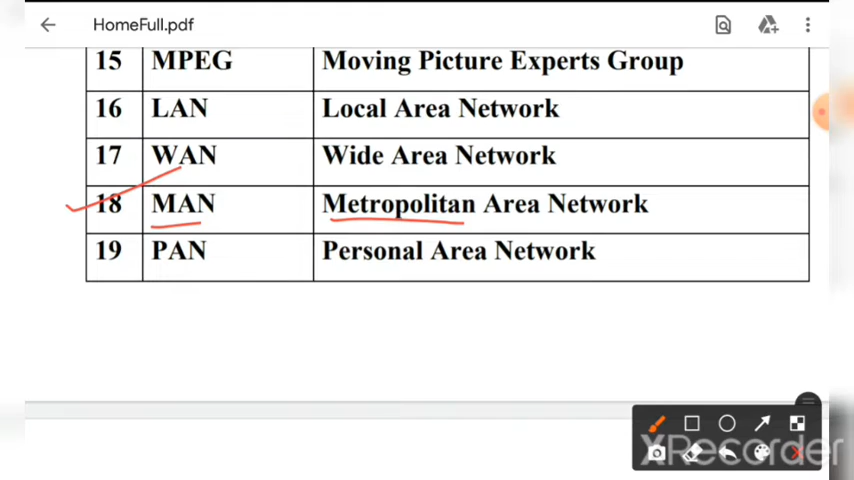 HomeFull.pdf
15 MPEG Moving Picture Experts Group
16 LAN Local Area Network
17 WAN Wide Area Network
18 MAN Metropolitan Area Network
19 PAN Personal Area Network
XRecorder